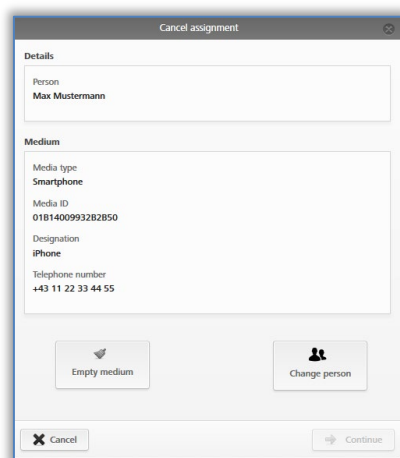 Cancel assignment
Details
Person
Max Mustermann
Medium
Media type
Smartphone
Media ID
01B14009932B2B50
Designation
iPhone
Telephone number
+43 11 22 33 44 55
Empty medium
Change person
Cancel
Continue